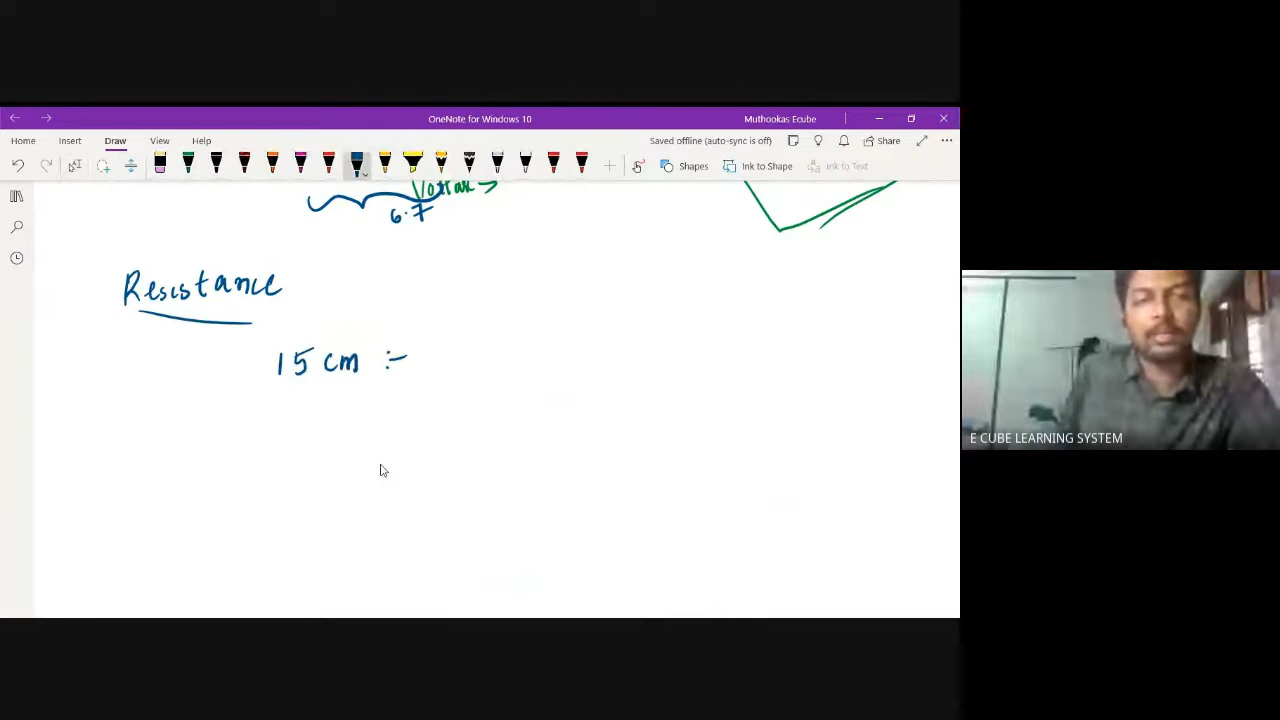 OneNote for Windows 10
Muthookas Ecube
Home Insert Draw View Help
Saved offline (auto-sync is off)
Share
Shapes
Ink to Shape
Ink to Text
6.7
Resistance
15 cm :-
E CUBE LEARNING SYSTEM